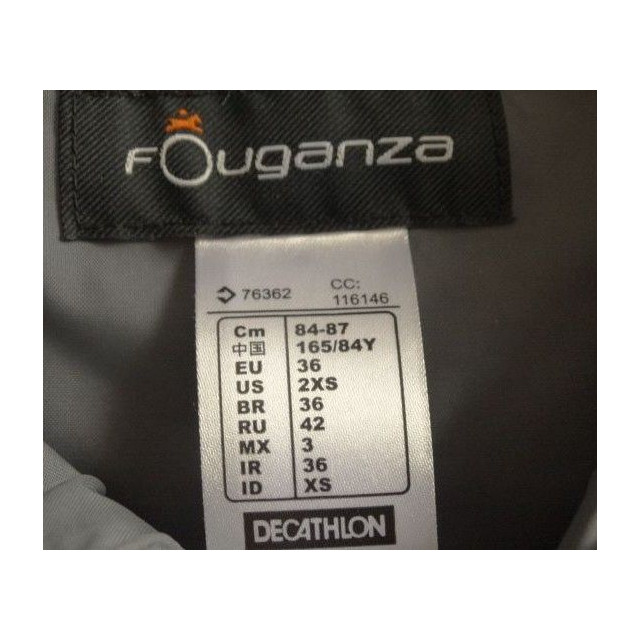 FOuganza
76362 CC:
116146
Cm 84-87
中国 165/84Y
EU 36
US 2XS
BR 36
RU 42
MX 3
IR 36
ID XS
DECATHLON